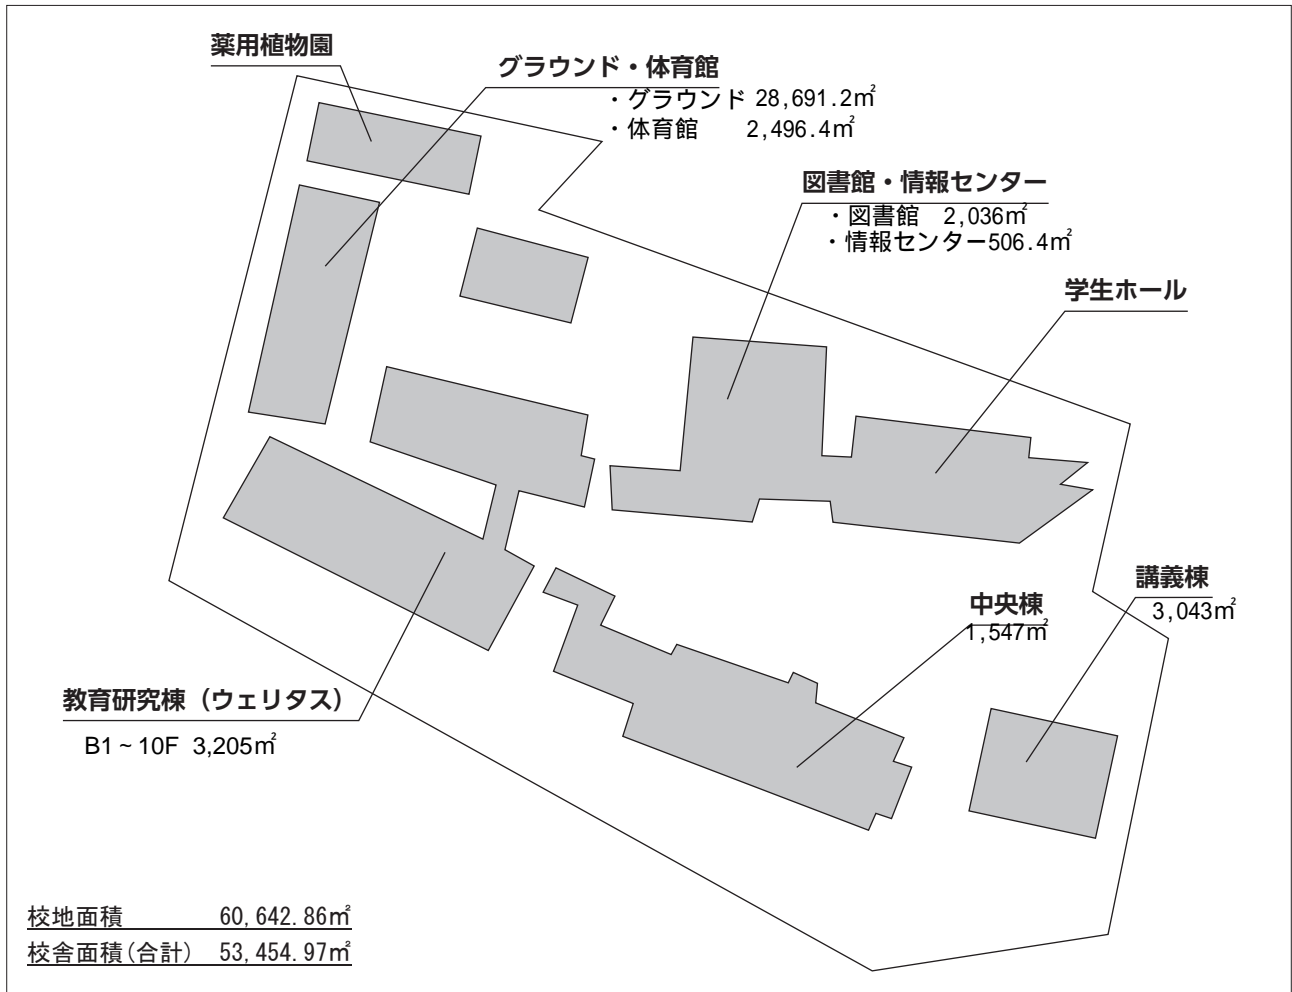 薬用植物園
グラウンド・体育館
・グラウンド 28,691.2㎡
・体育館 2,496.4㎡
図書館・情報センター
・図書館 2,036㎡
・情報センター506.4㎡
学生ホール
講義棟
3,043㎡
中央棟
1,547㎡
教育研究棟（ウェリタス）
B1~10F 3,205㎡
校地面積 60,642.86㎡
校舎面積(合計) 53,454.97㎡